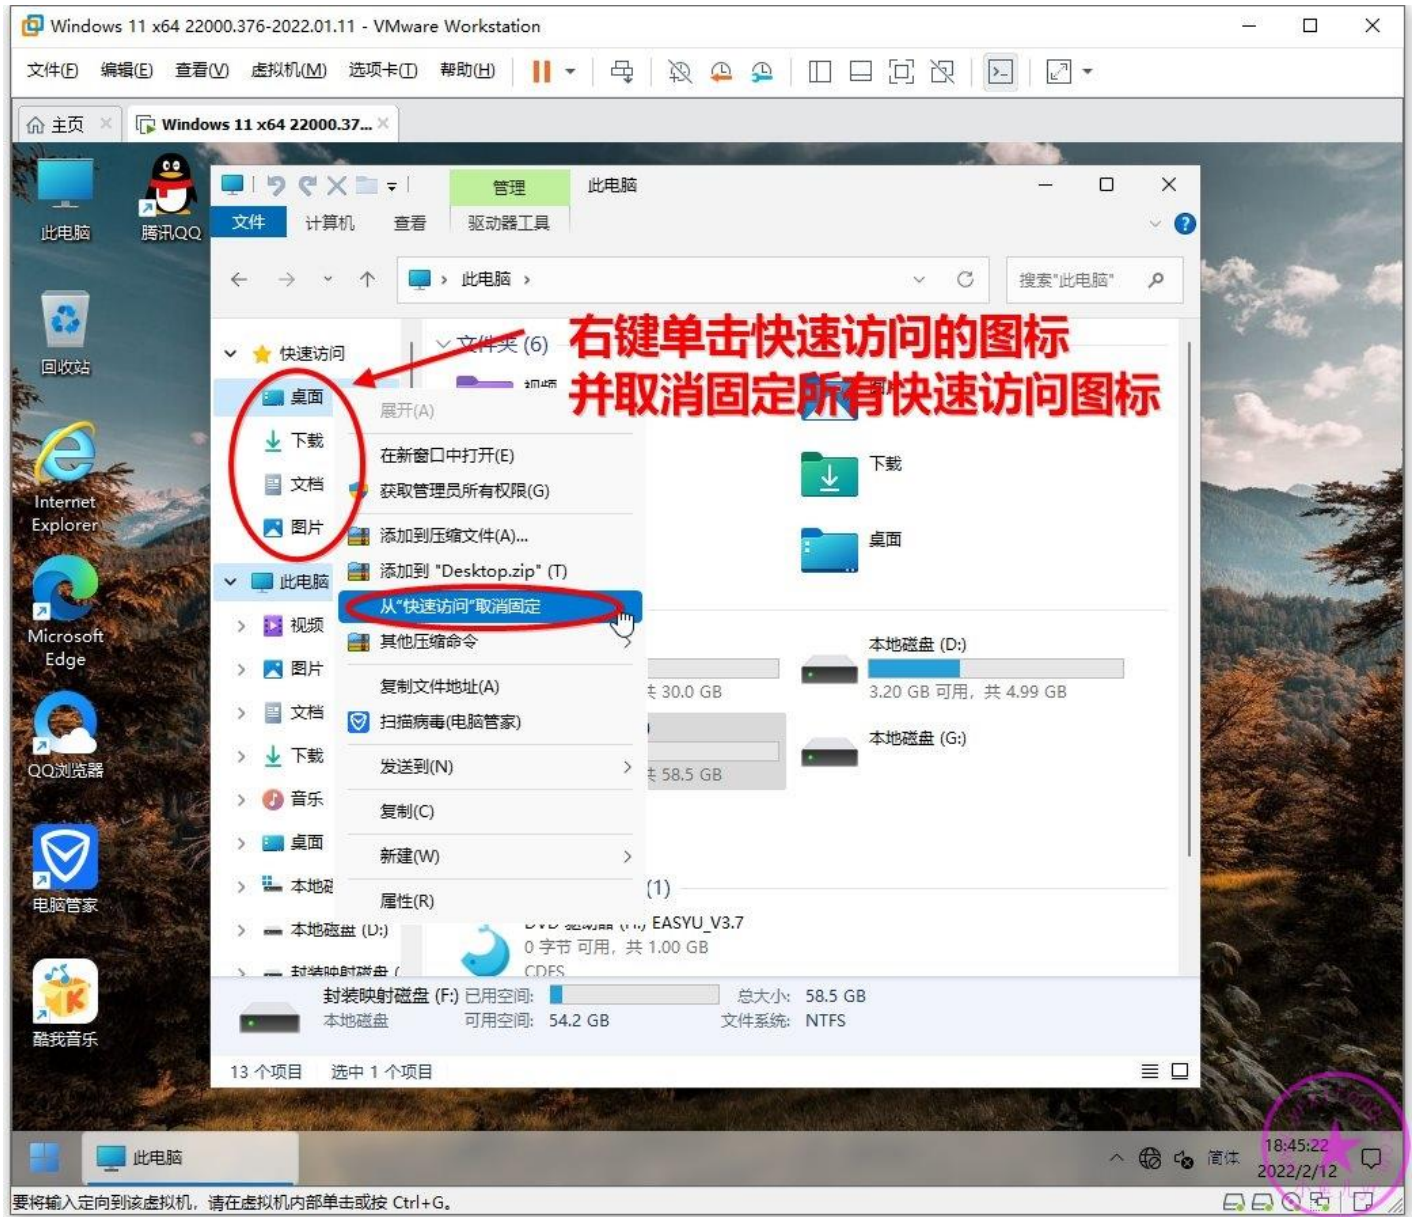 Windows 11 x64 22000.376-2022.01.11 - VMware Workstation
文件(F) 编辑(E) 查看(V) 虚拟机(M) 选项卡(T) 帮助(H)
主页 Windows 11 x64 22000.37...
此电脑
腾讯QQ
回收站
Internet
Explorer
Microsoft
Edge
QQ浏览器
电脑管家
酷我音乐
管理 此电脑
文件 计算机 查看 驱动器工具
此电脑
搜索"此电脑"
右键单击快速访问的图标
并取消固定所有快速访问图标
快速访问
桌面
下载
文档
图片
此电脑
视频
图片
文档
下载
音乐
桌面
本地磁盘 (D:)
文件夹 (6)
视频
图片
下载
桌面
展开(A)
在新窗口中打开(E)
获取管理员所有权限(G)
添加到压缩文件(A)...
添加到 "Desktop.zip" (T)
从"快速访问"取消固定
其他压缩命令
复制文件地址(A)
扫描病毒(电脑管家)
发送到(N)
复制(C)
新建(W)
属性(R)
共 30.0 GB
本地磁盘 (D:)
3.20 GB 可用, 共 4.99 GB
共 58.5 GB
本地磁盘 (G:)
(1)
DVD 驱动器 (H:) EASYU_V3.7
0 字节 可用, 共 1.00 GB
CDFS
封装映射磁盘 (F:) 已用空间: 总大小: 58.5 GB
本地磁盘 可用空间: 54.2 GB 文件系统: NTFS
13 个项目 选中 1 个项目
此电脑
简体
18:45:22
2022/2/12
要将输入定向到该虚拟机，请在虚拟机内部单击或按 Ctrl+G。